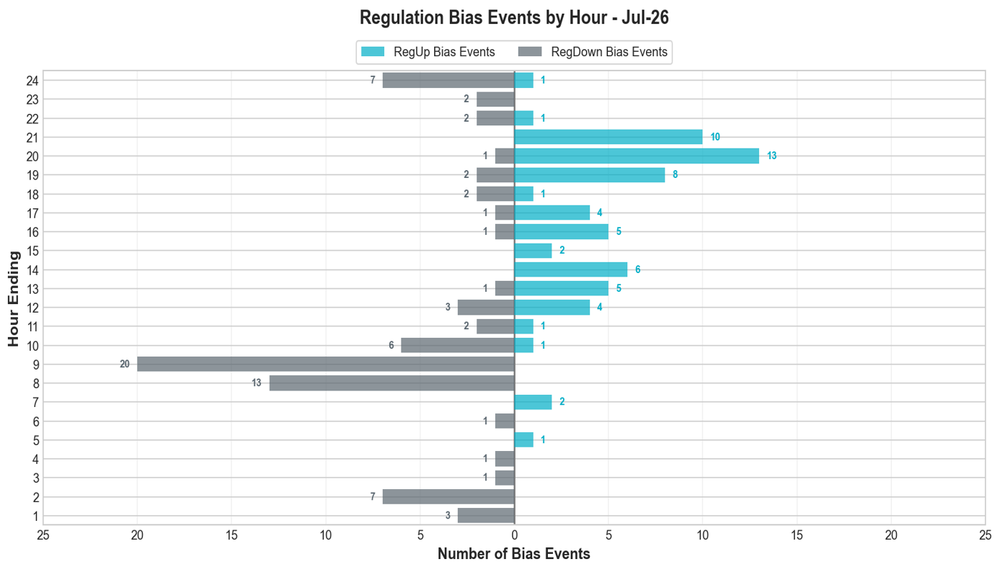 Regulation Bias Events by Hour - Jul-26
RegUp Bias Events RegDown Bias Events
24 7 1
23 2
22 2 1
21 10
20 1 13
19 2 8
18 2 1
17 1 4
16 1 5
15 2
14 6
13 1 5
12 3 4
11 2 1
10 6 1
9 20
8 13
7 2
6 1
5 1
4 1
3 1
2 7
1 3
Hour Ending
25 20 15 10 5 0 5 10 15 20 25
Number of Bias Events